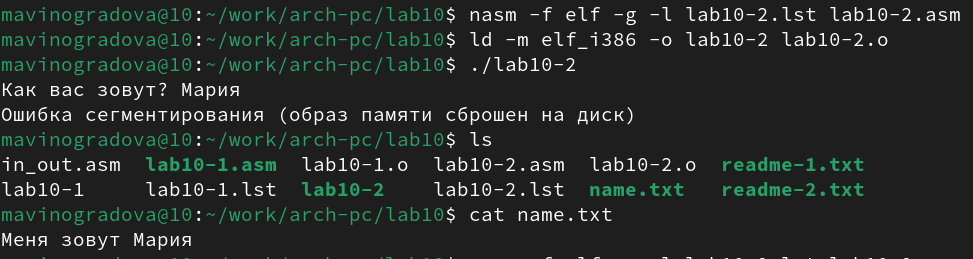 mavinogradova@10:~/work/arch-pc/lab10$ nasm -f elf -g -l lab10-2.lst lab10-2.asm
mavinogradova@10:~/work/arch-pc/lab10$ ld -m elf_i386 -o lab10-2 lab10-2.o
mavinogradova@10:~/work/arch-pc/lab10$ ./lab10-2
Как вас зовут? Мария
Ошибка сегментирования (образ памяти сброшен на диск)
mavinogradova@10:~/work/arch-pc/lab10$ ls
in_out.asm lab10-1.asm lab10-1.o lab10-2.asm lab10-2.o readme-1.txt
lab10-1 lab10-1.lst lab10-2 lab10-2.lst name.txt readme-2.txt
mavinogradova@10:~/work/arch-pc/lab10$ cat name.txt
Меня зовут Мария